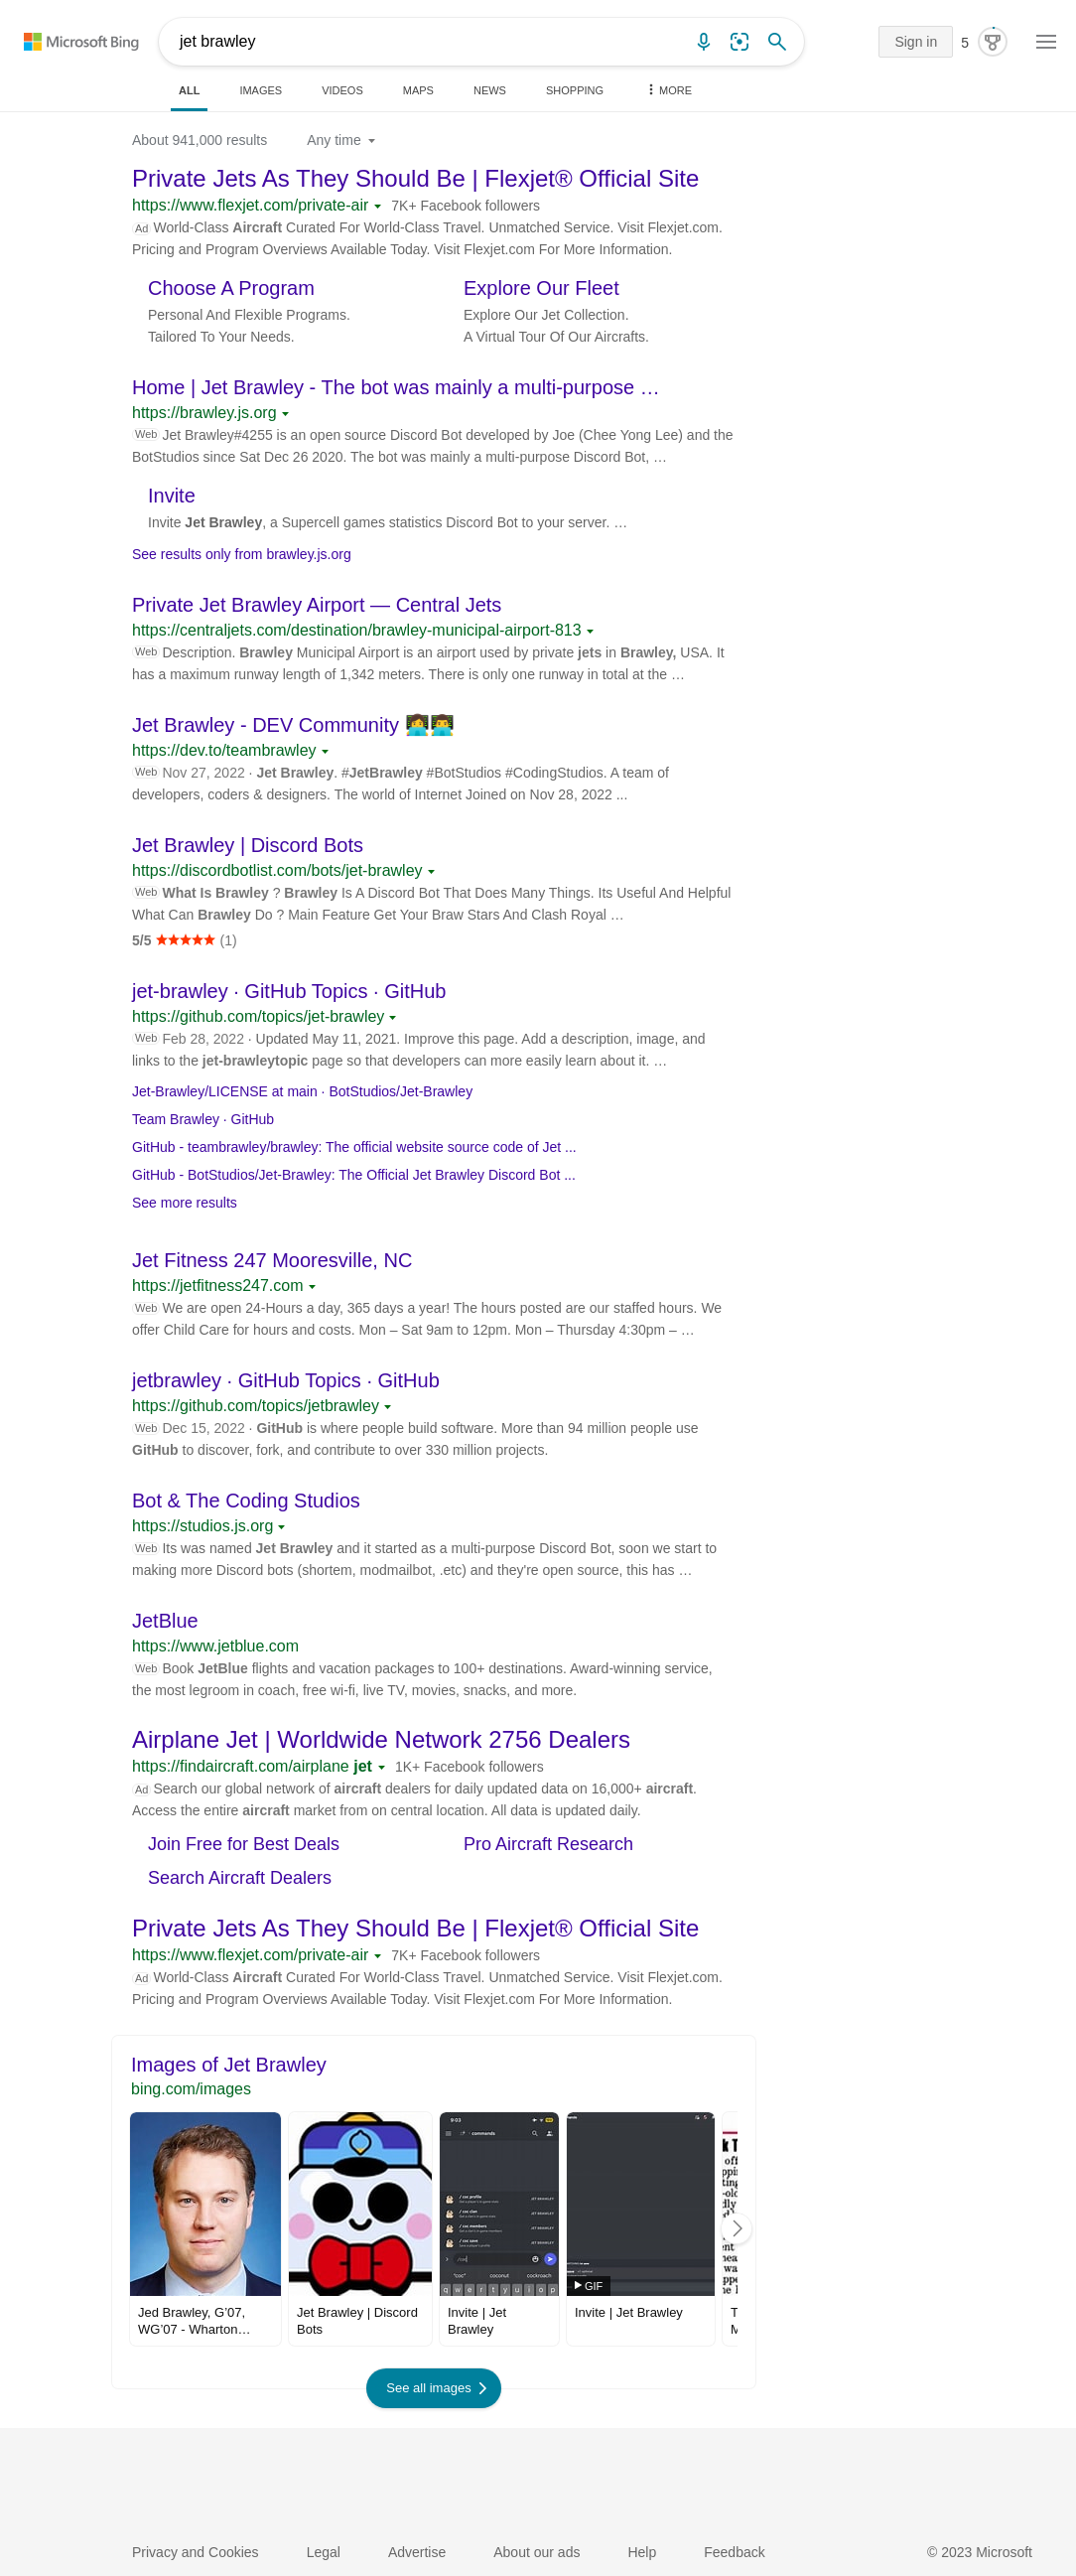 Microsoft Bing
jet brawley
Sign in
5
ALL
IMAGES
VIDEOS
MAPS
NEWS
SHOPPING
MORE
About 941,000 results
Any time
Private Jets As They Should Be | Flexjet® Official Site
https://www.flexjet.com/private-air 7K+ Facebook followers
Ad World-Class Aircraft Curated For World-Class Travel. Unmatched Service. Visit Flexjet.com.
Pricing and Program Overviews Available Today. Visit Flexjet.com For More Information.
Choose A Program
Personal And Flexible Programs.
Tailored To Your Needs.
Explore Our Fleet
Explore Our Jet Collection.
A Virtual Tour Of Our Aircrafts.
Home | Jet Brawley - The bot was mainly a multi-purpose …
https://brawley.js.org
Web Jet Brawley#4255 is an open source Discord Bot developed by Joe (Chee Yong Lee) and the
BotStudios since Sat Dec 26 2020. The bot was mainly a multi-purpose Discord Bot, …
Invite
Invite Jet Brawley, a Supercell games statistics Discord Bot to your server. …
See results only from brawley.js.org
Private Jet Brawley Airport — Central Jets
https://centraljets.com/destination/brawley-municipal-airport-813
Web Description. Brawley Municipal Airport is an airport used by private jets in Brawley, USA. It
has a maximum runway length of 1,342 meters. There is only one runway in total at the …
Jet Brawley - DEV Community 👩‍💻👨‍💻
https://dev.to/teambrawley
Web Nov 27, 2022 · Jet Brawley. #JetBrawley #BotStudios #CodingStudios. A team of
developers, coders & designers. The world of Internet Joined on Nov 28, 2022 ...
Jet Brawley | Discord Bots
https://discordbotlist.com/bots/jet-brawley
Web What Is Brawley ? Brawley Is A Discord Bot That Does Many Things. Its Useful And Helpful
What Can Brawley Do ? Main Feature Get Your Braw Stars And Clash Royal …
5/5 ★★★★★ (1)
jet-brawley · GitHub Topics · GitHub
https://github.com/topics/jet-brawley
Web Feb 28, 2022 · Updated May 11, 2021. Improve this page. Add a description, image, and
links to the jet-brawleytopic page so that developers can more easily learn about it. …
Jet-Brawley/LICENSE at main · BotStudios/Jet-Brawley
Team Brawley · GitHub
GitHub - teambrawley/brawley: The official website source code of Jet ...
GitHub - BotStudios/Jet-Brawley: The Official Jet Brawley Discord Bot ...
See more results
Jet Fitness 247 Mooresville, NC
https://jetfitness247.com
Web We are open 24-Hours a day, 365 days a year! The hours posted are our staffed hours. We
offer Child Care for hours and costs. Mon – Sat 9am to 12pm. Mon – Thursday 4:30pm – …
jetbrawley · GitHub Topics · GitHub
https://github.com/topics/jetbrawley
Web Dec 15, 2022 · GitHub is where people build software. More than 94 million people use
GitHub to discover, fork, and contribute to over 330 million projects.
Bot & The Coding Studios
https://studios.js.org
Web Its was named Jet Brawley and it started as a multi-purpose Discord Bot, soon we start to
making more Discord bots (shortem, modmailbot, .etc) and they're open source, this has …
JetBlue
https://www.jetblue.com
Web Book JetBlue flights and vacation packages to 100+ destinations. Award-winning service,
the most legroom in coach, free wi-fi, live TV, movies, snacks, and more.
Airplane Jet | Worldwide Network 2756 Dealers
https://findaircraft.com/airplane jet 1K+ Facebook followers
Ad Search our global network of aircraft dealers for daily updated data on 16,000+ aircraft.
Access the entire aircraft market from on central location. All data is updated daily.
Join Free for Best Deals
Pro Aircraft Research
Search Aircraft Dealers
Private Jets As They Should Be | Flexjet® Official Site
https://www.flexjet.com/private-air 7K+ Facebook followers
Ad World-Class Aircraft Curated For World-Class Travel. Unmatched Service. Visit Flexjet.com.
Pricing and Program Overviews Available Today. Visit Flexjet.com For More Information.
Images of Jet Brawley
bing.com/images
9:03
commands
GIF
Jed Brawley, G'07,
WG'07 - Wharton…
Jet Brawley | Discord
Bots
Invite | Jet
Brawley
Invite | Jet Brawley
See all images
Privacy and Cookies
Legal
Advertise
About our ads
Help
Feedback
© 2023 Microsoft